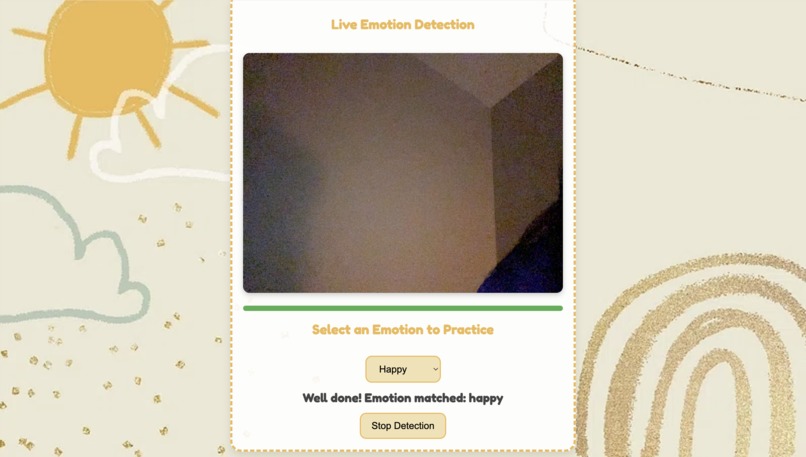 Live Emotion Detection
Select an Emotion to Practice
Happy
Well done! Emotion matched: happy
Stop Detection